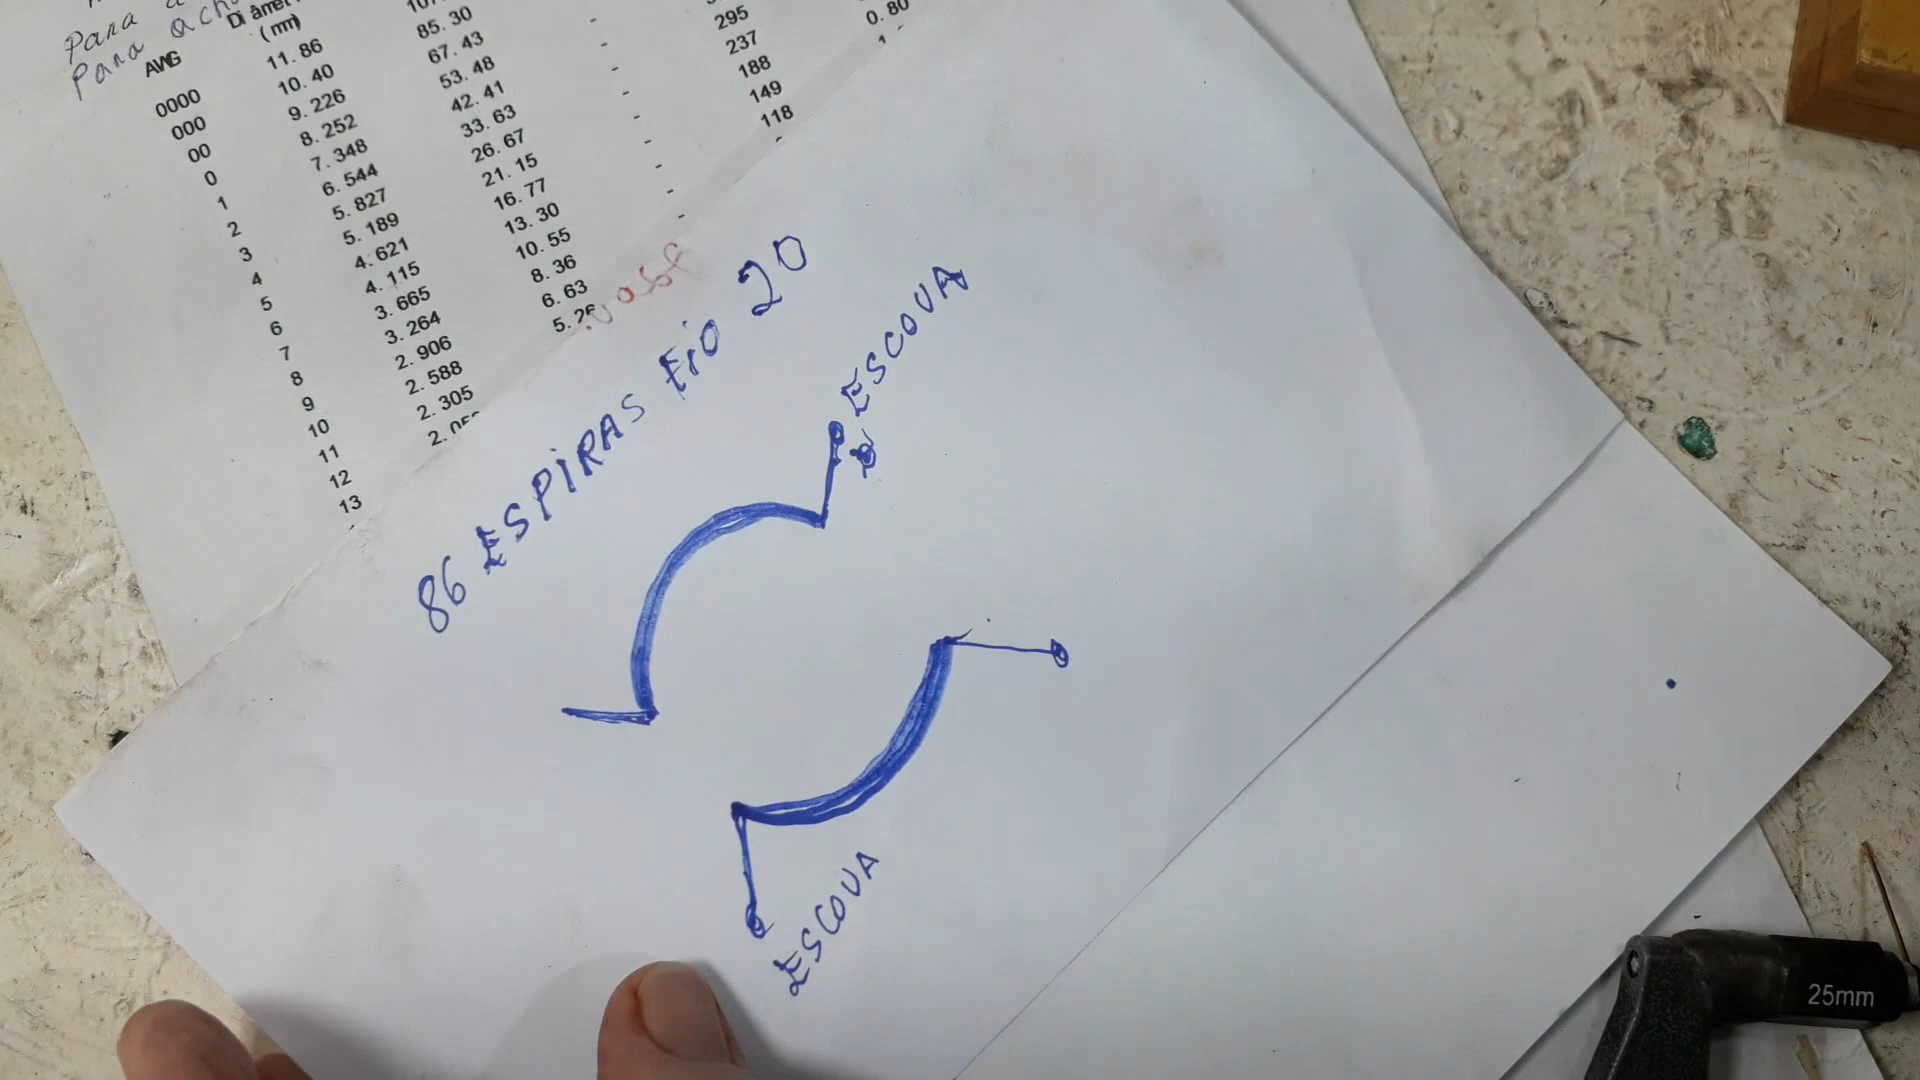 Para
Para
AWG
(mm)
0000 11.86
000 10.40 85.30
00 9.226 67.43
0 8.252 53.48
1 7.348 42.41
2 6.544 33.63
3 5.827 26.67
4 5.189 21.15
5 4.621 16.77
6 4.115 13.30
7 3.665 10.55
8 3.264 8.36
9 2.906 6.63
10 2.588
11 2.305
12
13
- 295 0.80
- 237
- 188
- 149
- 118
86 ESPIRAS FIO 20
ESCOVA
ESCOVA
25mm